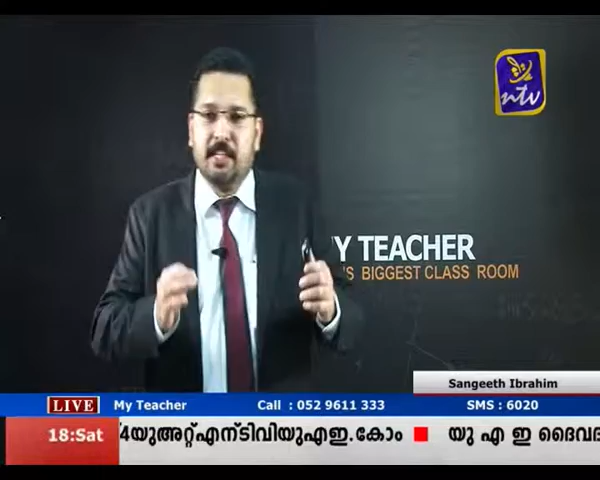 ntv
Y TEACHER
'S BIGGEST CLASS ROOM
Sangeeth Ibrahim
LIVE My Teacher Call : 052 9611 333 SMS : 6020
18:Sat 4യുഅറ്റ്എന്ടിവിയുഎഇ.കോം യു എ ഇ ദൈവദ